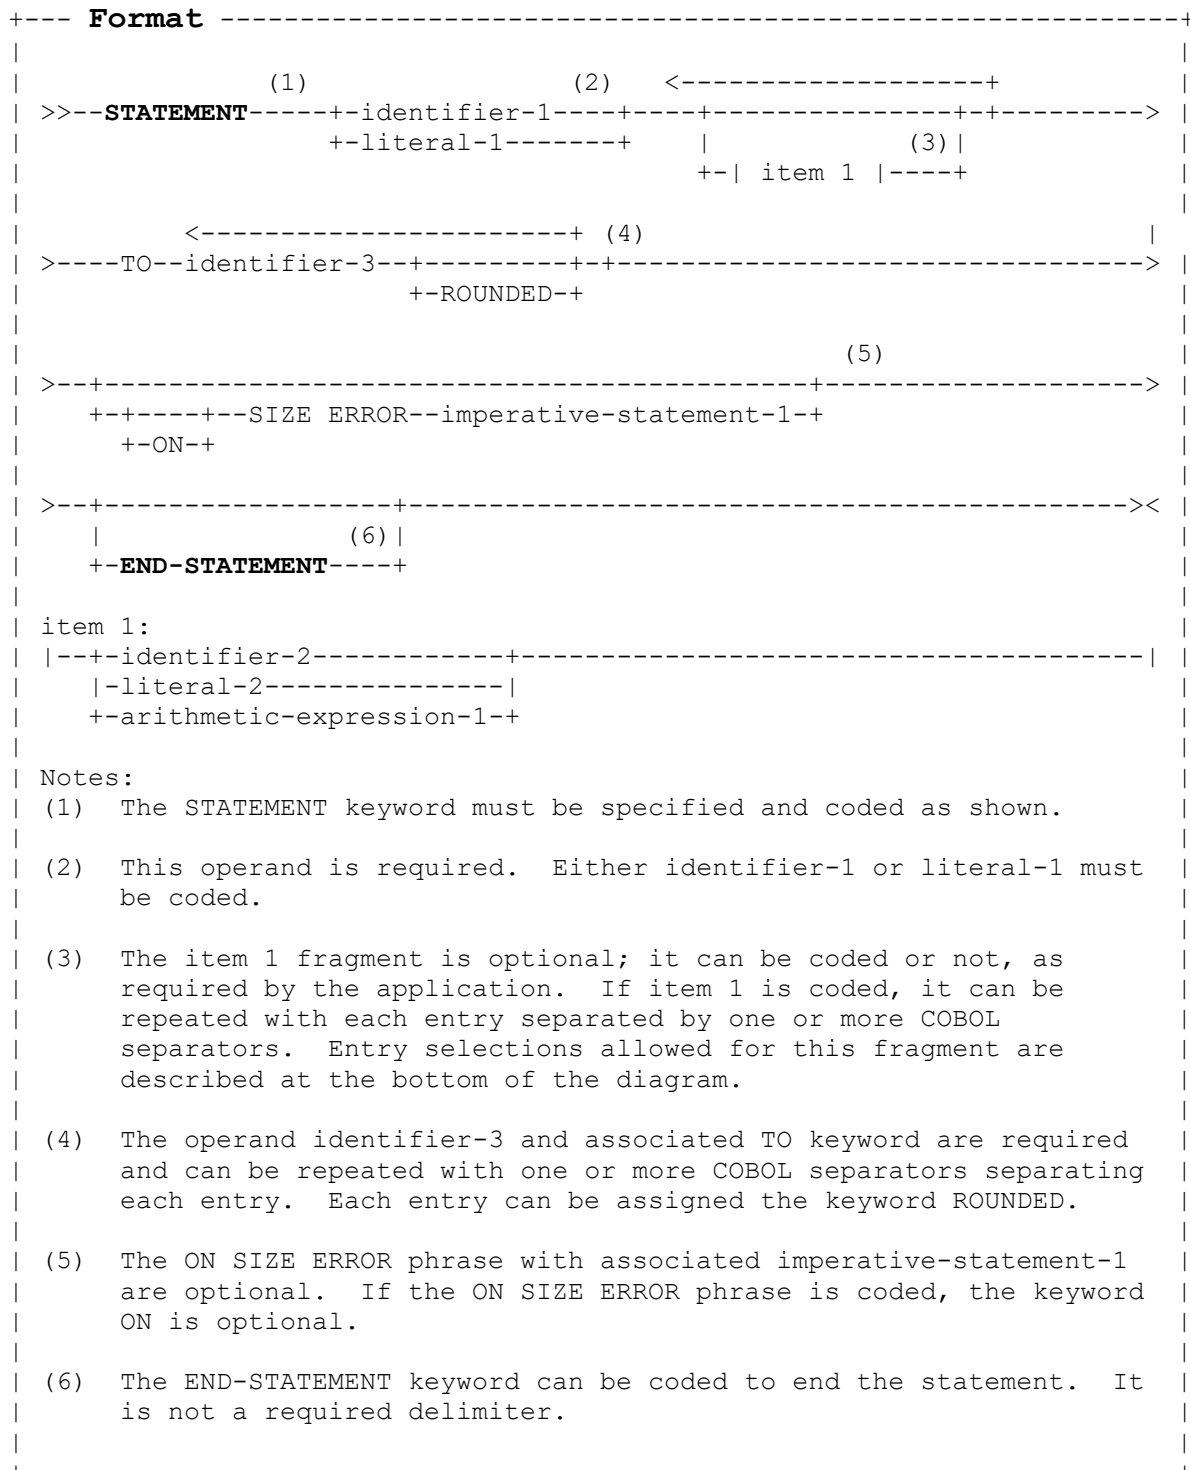 +--- Format ------------------------------------------------------------+
|                                                                         |
|               (1)                (2)    <-------------------+           |
| >>--STATEMENT-----+-identifier-1----+----+---------------+-+---------> |
|                   +-literal-1-------+    |            (3)|             |
|                                          +-| item 1 |----+             |
|                                                                         |
|          <-----------------------+ (4)                                |
| >----TO--identifier-3--+---------+-+---------------------------------> |
|                        +-ROUNDED-+                                      |
|                                                                         |
|                                                    (5)                  |
| >--+--------------------------------------------+--------------------> |
|    +-+----+--SIZE ERROR--imperative-statement-1-+                       |
|      +-ON-+                                                             |
|                                                                         |
| >--+------------------+--------------------------------------------->< |
|    |               (6)|                                                 |
|    +-END-STATEMENT----+                                                 |
|                                                                         |
| item 1:                                                                 |
| |--+-identifier-2------------+---------------------------------------| |
|    |-literal-2---------------|                                          |
|    +-arithmetic-expression-1-+                                          |
|                                                                         |
| Notes:                                                                  |
| (1)  The STATEMENT keyword must be specified and coded as shown.        |
|                                                                         |
| (2)  This operand is required.  Either identifier-1 or literal-1 must   |
|      be coded.                                                          |
|                                                                         |
| (3)  The item 1 fragment is optional; it can be coded or not, as        |
|      required by the application.  If item 1 is coded, it can be        |
|      repeated with each entry separated by one or more COBOL            |
|      separators.  Entry selections allowed for this fragment are        |
|      described at the bottom of the diagram.                            |
|                                                                         |
| (4)  The operand identifier-3 and associated TO keyword are required    |
|      and can be repeated with one or more COBOL separators separating   |
|      each entry.  Each entry can be assigned the keyword ROUNDED.       |
|                                                                         |
| (5)  The ON SIZE ERROR phrase with associated imperative-statement-1    |
|      are optional.  If the ON SIZE ERROR phrase is coded, the keyword   |
|      ON is optional.                                                    |
|                                                                         |
| (6)  The END-STATEMENT keyword can be coded to end the statement.  It   |
|      is not a required delimiter.                                       |
|                                                                         |